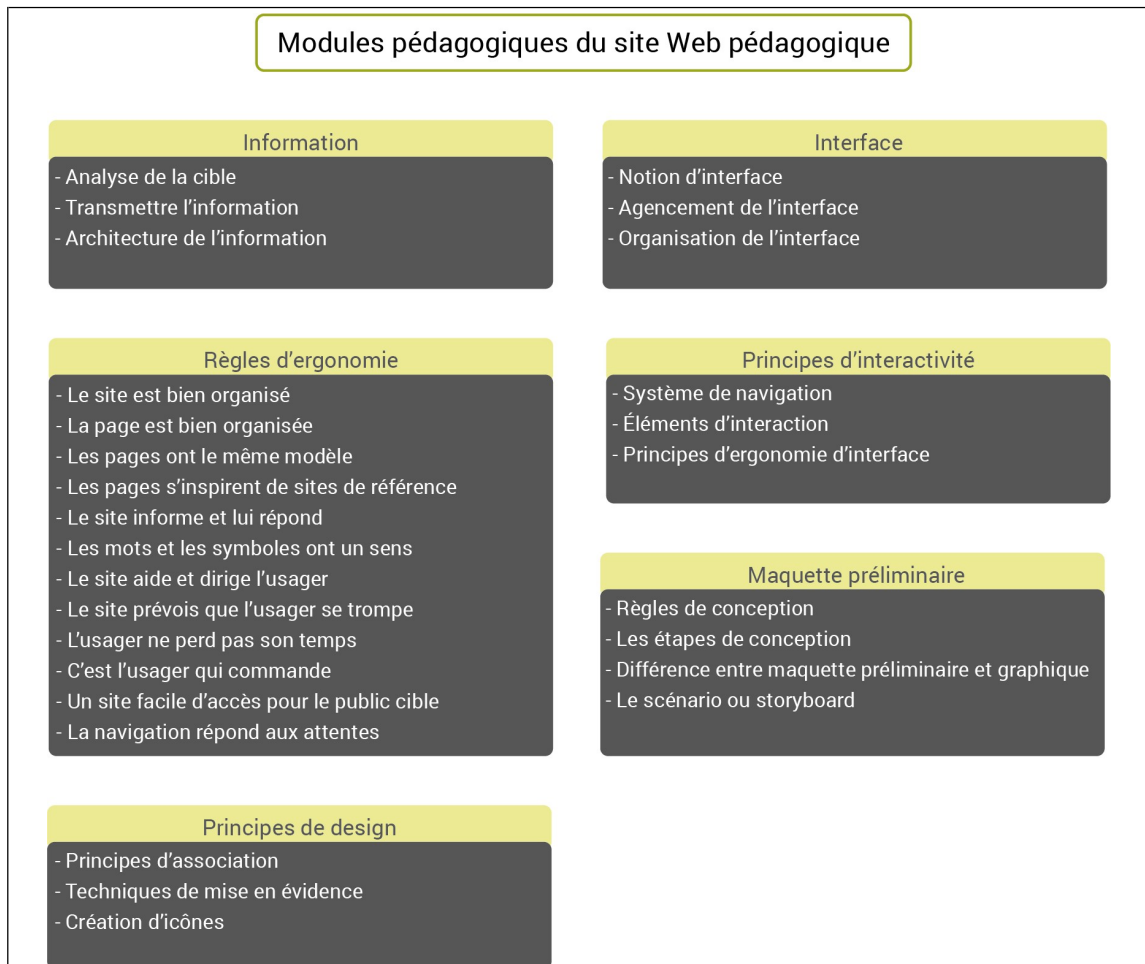 Modules pédagogiques du site Web pédagogique
Information
- Analyse de la cible
- Transmettre l'information
- Architecture de l'information
Interface
- Notion d'interface
- Agencement de l'interface
- Organisation de l'interface
Règles d'ergonomie
- Le site est bien organisé
- La page est bien organisée
- Les pages ont le même modèle
- Les pages s'inspirent de sites de référence
- Le site informe et lui répond
- Les mots et les symboles ont un sens
- Le site aide et dirige l'usager
- Le site prévois que l'usager se trompe
- L'usager ne perd pas son temps
- C'est l'usager qui commande
- Un site facile d'accès pour le public cible
- La navigation répond aux attentes
Principes d'interactivité
- Système de navigation
- Éléments d'interaction
- Principes d'ergonomie d'interface
Maquette préliminaire
- Règles de conception
- Les étapes de conception
- Différence entre maquette préliminaire et graphique
- Le scénario ou storyboard
Principes de design
- Principes d'association
- Techniques de mise en évidence
- Création d'icônes